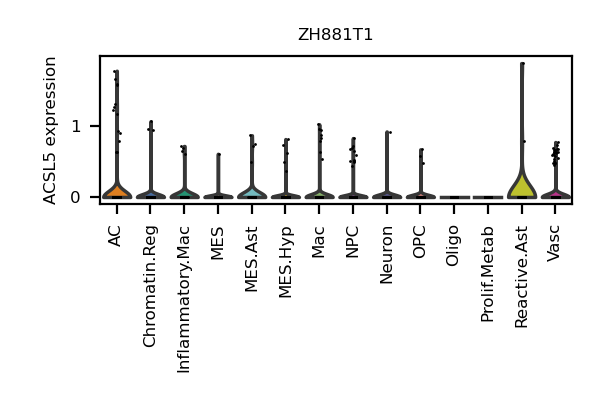 ZH881T1
ACSL5 expression
1
0
AC
Chromatin.Reg
Inflammatory.Mac
MES
MES.Ast
MES.Hyp
Mac
NPC
Neuron
OPC
Oligo
Prolif.Metab
Reactive.Ast
Vasc